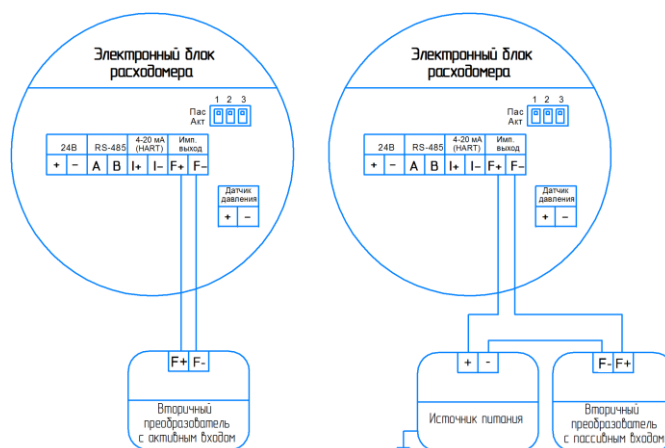 Электронный блок
расходомера
1 2 3
Пас
Акт
24В RS-485 4-20 мА (HART) Имп. выход
+ - A B I+ I- F+ F-
Датчик
давления
+ -
F+ F-
Вторичный
преобразователь
с активным входом
Электронный блок
расходомера
1 2 3
Пас
Акт
24В RS-485 4-20 мА (HART) Имп. выход
+ - A B I+ I- F+ F-
Датчик
давления
+ -
+ -
Источник питания
F- F+
Вторичный
преобразователь
с пассивным входом